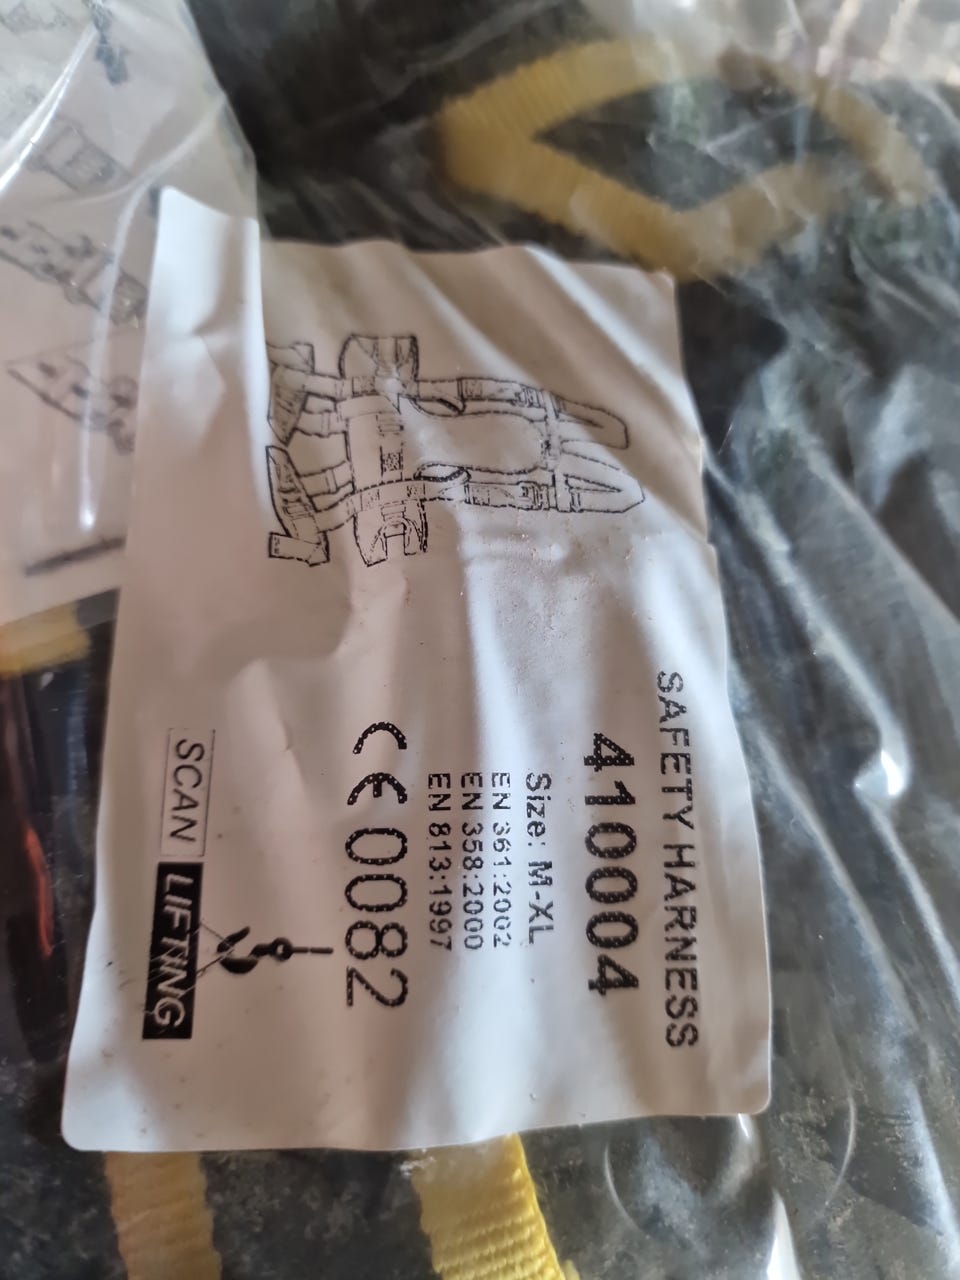 SAFETY HARNESS
410004
Size: M-XL
EN 361:2002
EN 358:2000
EN 813:1997
CE 0082
SCAN LIFTING